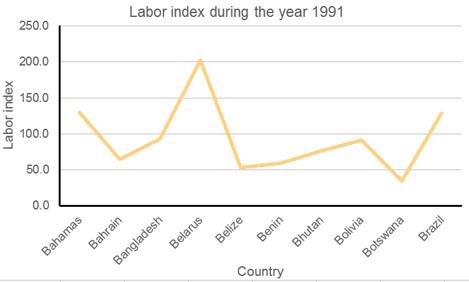 Labor index during the year 1991
250.0
200.0
150.0
100.0
50.0
0.0
Labor index
Bahamas
Bahrain
Bangladesh
Belarus
Belize
Benin
Bhutan
Bolivia
Botswana
Brazil
Country